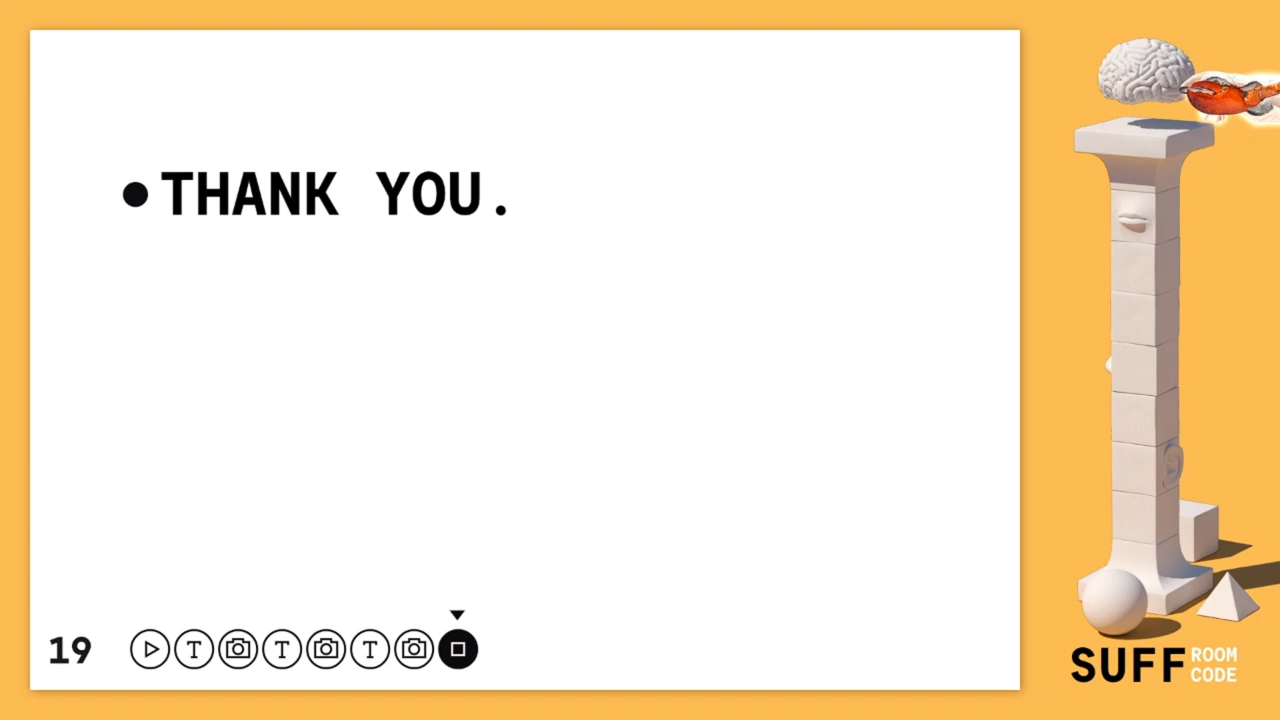 THANK YOU.
19
T T T
SUFF
ROOM
CODE